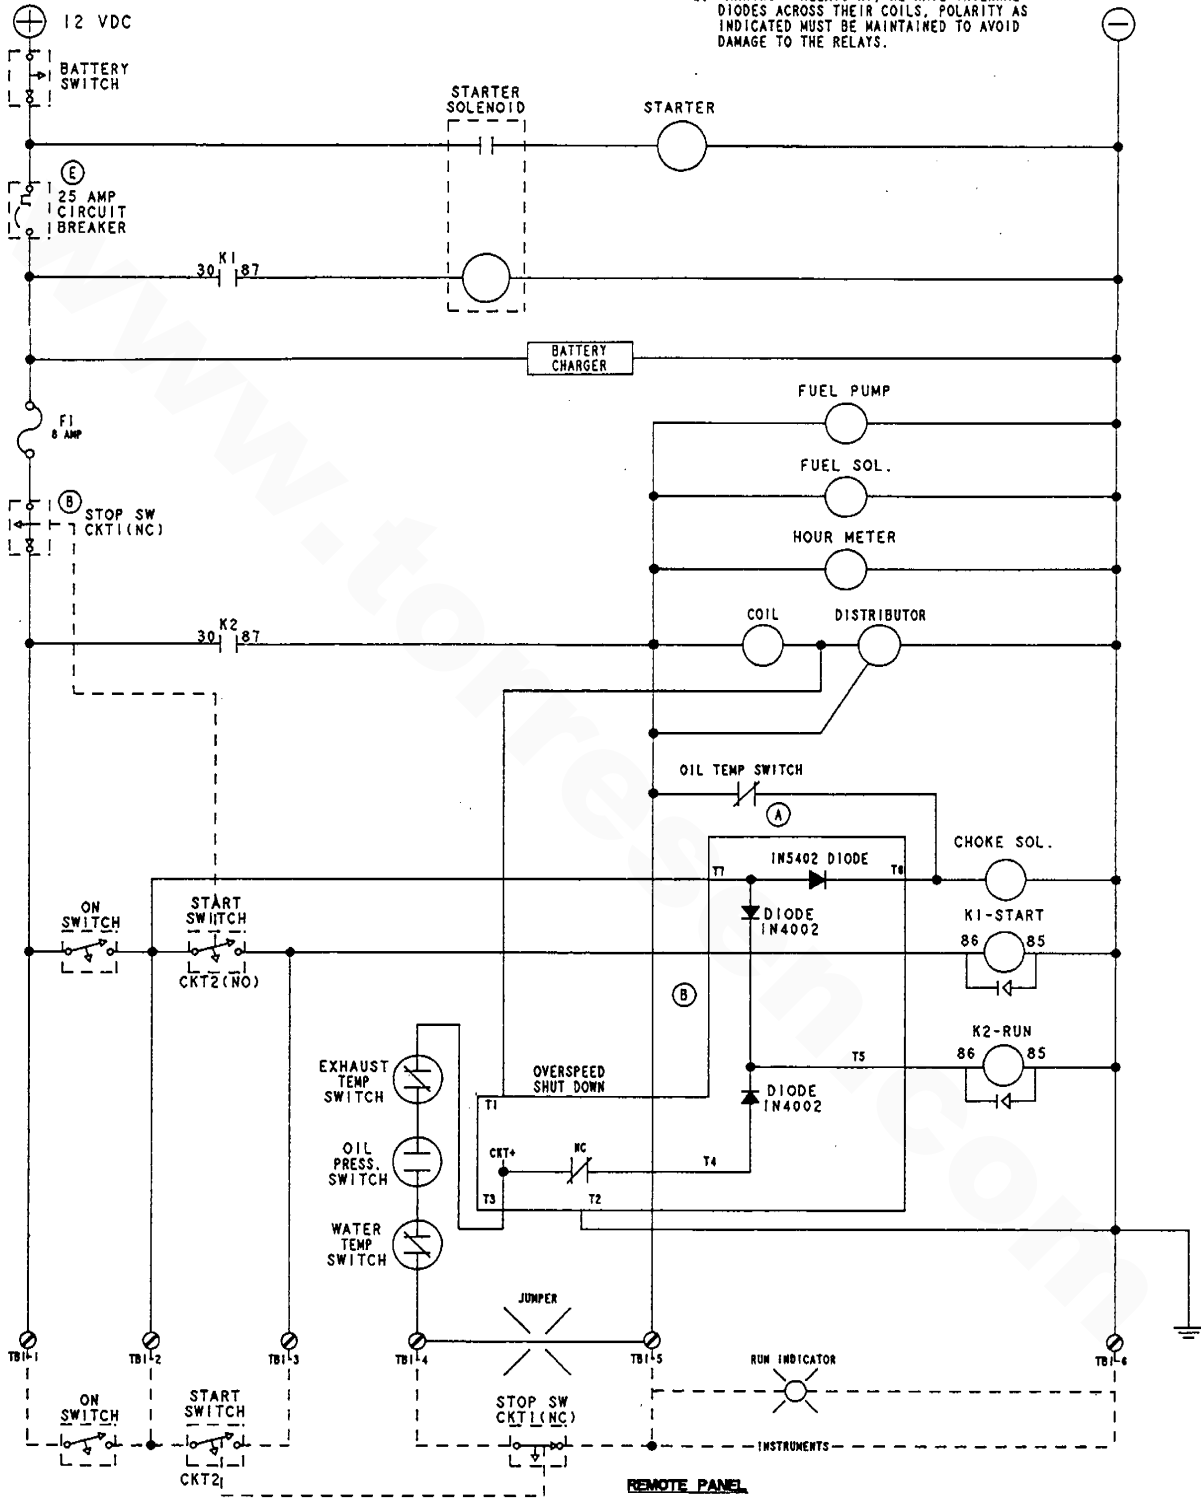 DIODES ACROSS THEIR COILS, POLARITY AS
INDICATED MUST BE MAINTAINED TO AVOID
DAMAGE TO THE RELAYS.
12 VDC
BATTERY
SWITCH
STARTER
SOLENOID
STARTER
E
25 AMP
CIRCUIT
BREAKER
K1
30 87
BATTERY
CHARGER
FUEL PUMP
F1
8 AMP
FUEL SOL.
B
STOP SW
CKT1(NC)
HOUR METER
K2
30 87
COIL
DISTRIBUTOR
OIL TEMP SWITCH
A
CHOKE SOL.
IN5402 DIODE
T7
T6
ON
SWITCH
START
SWITCH
DIODE
IN4002
K1-START
86 85
CKT2(NO)
B
K2-RUN
86 85
T5
EXHAUST
TEMP
SWITCH
OVERSPEED
SHUT DOWN
T1
DIODE
IN4002
OIL
PRESS.
SWITCH
CKT+
NC
T4
T3
T2
WATER
TEMP
SWITCH
JUMPER
TB1-1
TB1-2
TB1-3
TB1-4
TB1-5
TB1-6
RUN INDICATOR
ON
SWITCH
START
SWITCH
STOP SW
CKT1(NC)
INSTRUMENTS
CKT2
REMOTE PANEL
www.torresen.com